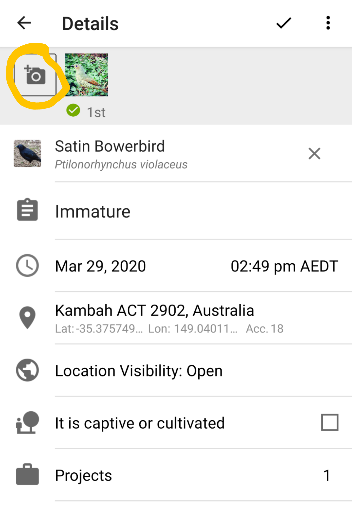 Details
1st
Satin Bowerbird
Ptilonorhynchus violaceus
Immature
Mar 29, 2020 02:49 pm AEDT
Kambah ACT 2902, Australia
Lat:-35.375749... Lon: 149.04011... Acc. 18
Location Visibility: Open
It is captive or cultivated
Projects 1